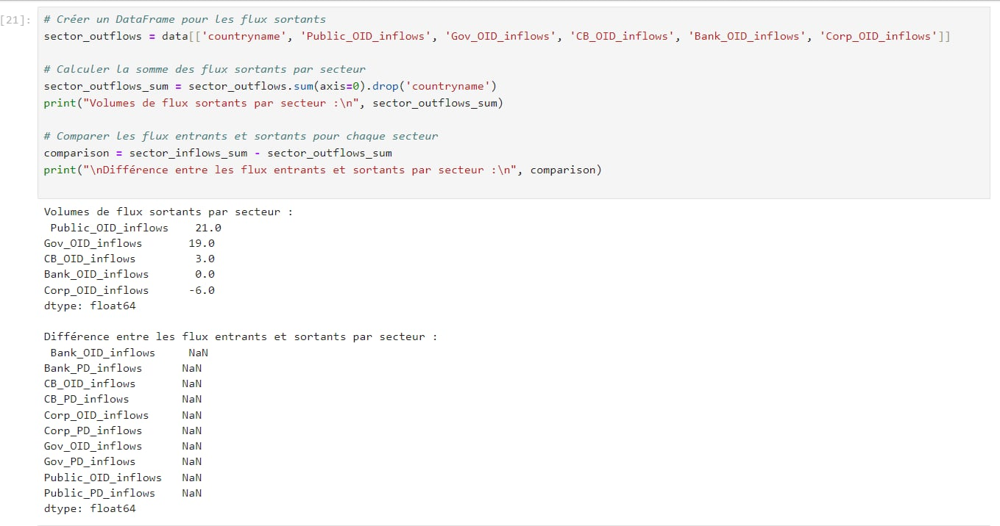 [21]:
# Créer un DataFrame pour les flux sortants
sector_outflows = data[['countryname', 'Public_OID_inflows', 'Gov_OID_inflows', 'CB_OID_inflows', 'Bank_OID_inflows', 'Corp_OID_inflows']]
# Calculer la somme des flux sortants par secteur
sector_outflows_sum = sector_outflows.sum(axis=0).drop('countryname')
print("Volumes de flux sortants par secteur :\n", sector_outflows_sum)
# Comparer les flux entrants et sortants pour chaque secteur
comparison = sector_inflows_sum - sector_outflows_sum
print("\nDifférence entre les flux entrants et sortants par secteur :\n", comparison)
Volumes de flux sortants par secteur :
Public_OID_inflows 21.0
Gov_OID_inflows 19.0
CB_OID_inflows 3.0
Bank_OID_inflows 0.0
Corp_OID_inflows -6.0
dtype: float64
Différence entre les flux entrants et sortants par secteur :
Bank_OID_inflows NaN
Bank_PD_inflows NaN
CB_OID_inflows NaN
CB_PD_inflows NaN
Corp_OID_inflows NaN
Corp_PD_inflows NaN
Gov_OID_inflows NaN
Gov_PD_inflows NaN
Public_OID_inflows NaN
Public_PD_inflows NaN
dtype: float64